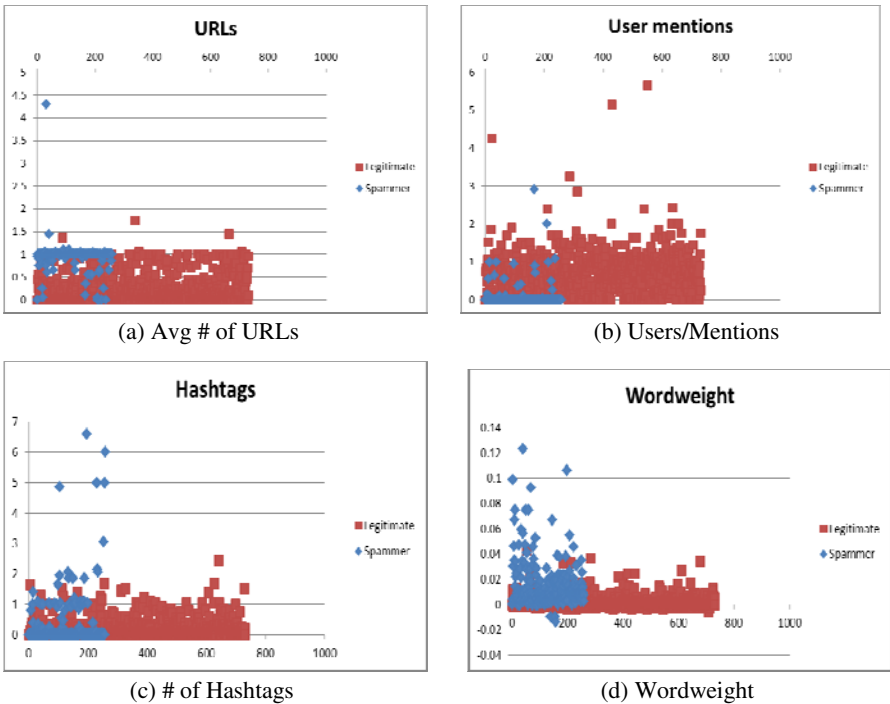 URLs
0 200 400 600 800 1000
5
4.5
4
3.5
3
2.5
2
1.5
1
0.5
0
Legitimate
Spammer
(a) Avg # of URLs
User mentions
0 200 400 600 800 1000
6
5
4
3
2
1
0
Legitimate
Spammer
(b) Users/Mentions
Hashtags
7
6
5
4
3
2
1
0
0 200 400 600 800 1000
Legitimate
Spammer
(c) # of Hashtags
Wordweight
0.14
0.12
0.1
0.08
0.06
0.04
0.02
0
-0.02
-0.04
0 200 400 600 800 1000
Legitimate
Spammer
(d) Wordweight